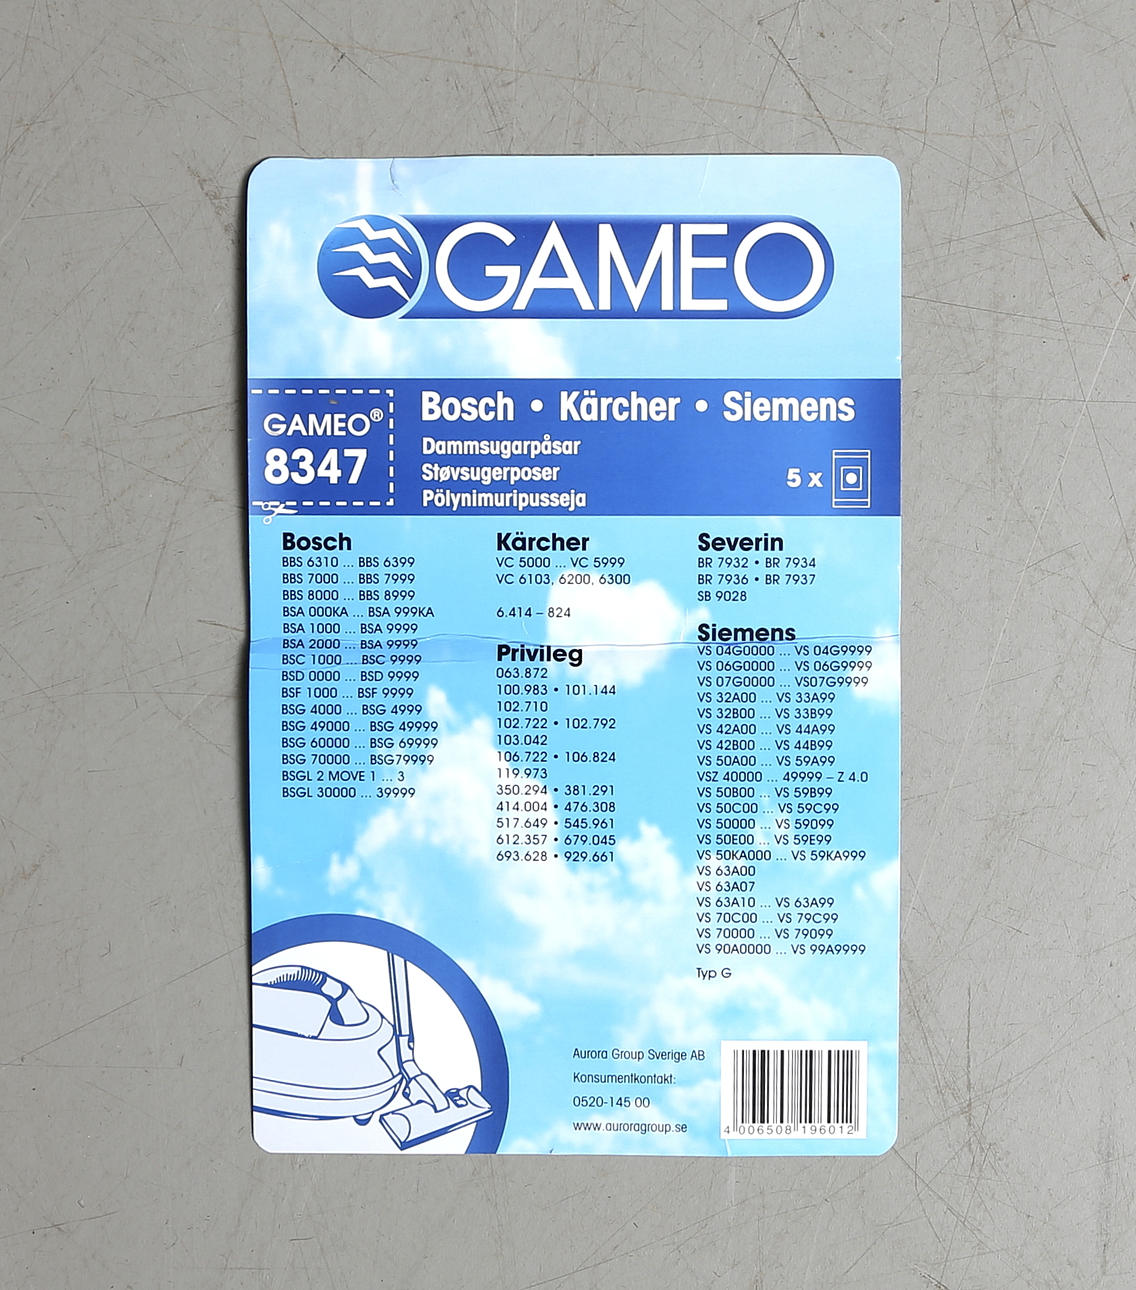 GAMEO
GAMEO®
8347
Bosch • Kärcher • Siemens
Dammsugarpåsar
Støvsugerposer
Pölynimuripusseja
5 x
Bosch
BBS 6310 ... BBS 6399
BBS 7000 ... BBS 7999
BBS 8000 ... BBS 8999
BSA 000KA ... BSA 999KA
BSA 1000 ... BSA 9999
BSA 2000 ... BSA 9999
BSC 1000 ... BSC 9999
BSD 0000 ... BSD 9999
BSF 1000 ... BSF 9999
BSG 4000 ... BSG 4999
BSG 49000 ... BSG 49999
BSG 60000 ... BSG 69999
BSG 70000 ... BSG79999
BSGL 2 MOVE 1 ... 3
BSGL 30000 ... 39999
Kärcher
VC 5000 ... VC 5999
VC 6103, 6200, 6300
6.414 – 824
Privileg
063.872
100.983 • 101.144
102.710
102.722 • 102.792
103.042
106.722 • 106.824
119.973
350.294 • 381.291
414.004 • 476.308
517.649 • 545.961
612.357 • 679.045
693.628 • 929.661
Severin
BR 7932 • BR 7934
BR 7936 • BR 7937
SB 9028
Siemens
VS 04G0000 ... VS 04G9999
VS 06G0000 ... VS 06G9999
VS 07G0000 ... VS07G9999
VS 32A00 ... VS 33A99
VS 32B00 ... VS 33B99
VS 42A00 ... VS 44A99
VS 42B00 ... VS 44B99
VS 50A00 ... VS 59A99
VSZ 40000 ... 49999 – Z 4.0
VS 50B00 ... VS 59B99
VS 50C00 ... VS 59C99
VS 50000 ... VS 59099
VS 50E00 ... VS 59E99
VS 50KA000 ... VS 59KA999
VS 63A00
VS 63A07
VS 63A10 ... VS 63A99
VS 70C00 ... VS 79C99
VS 70000 ... VS 79099
VS 90A0000 ... VS 99A9999
Typ G
Aurora Group Sverige AB
Konsumentkontakt:
0520-145 00
www.auroragroup.se
4 006508 196012